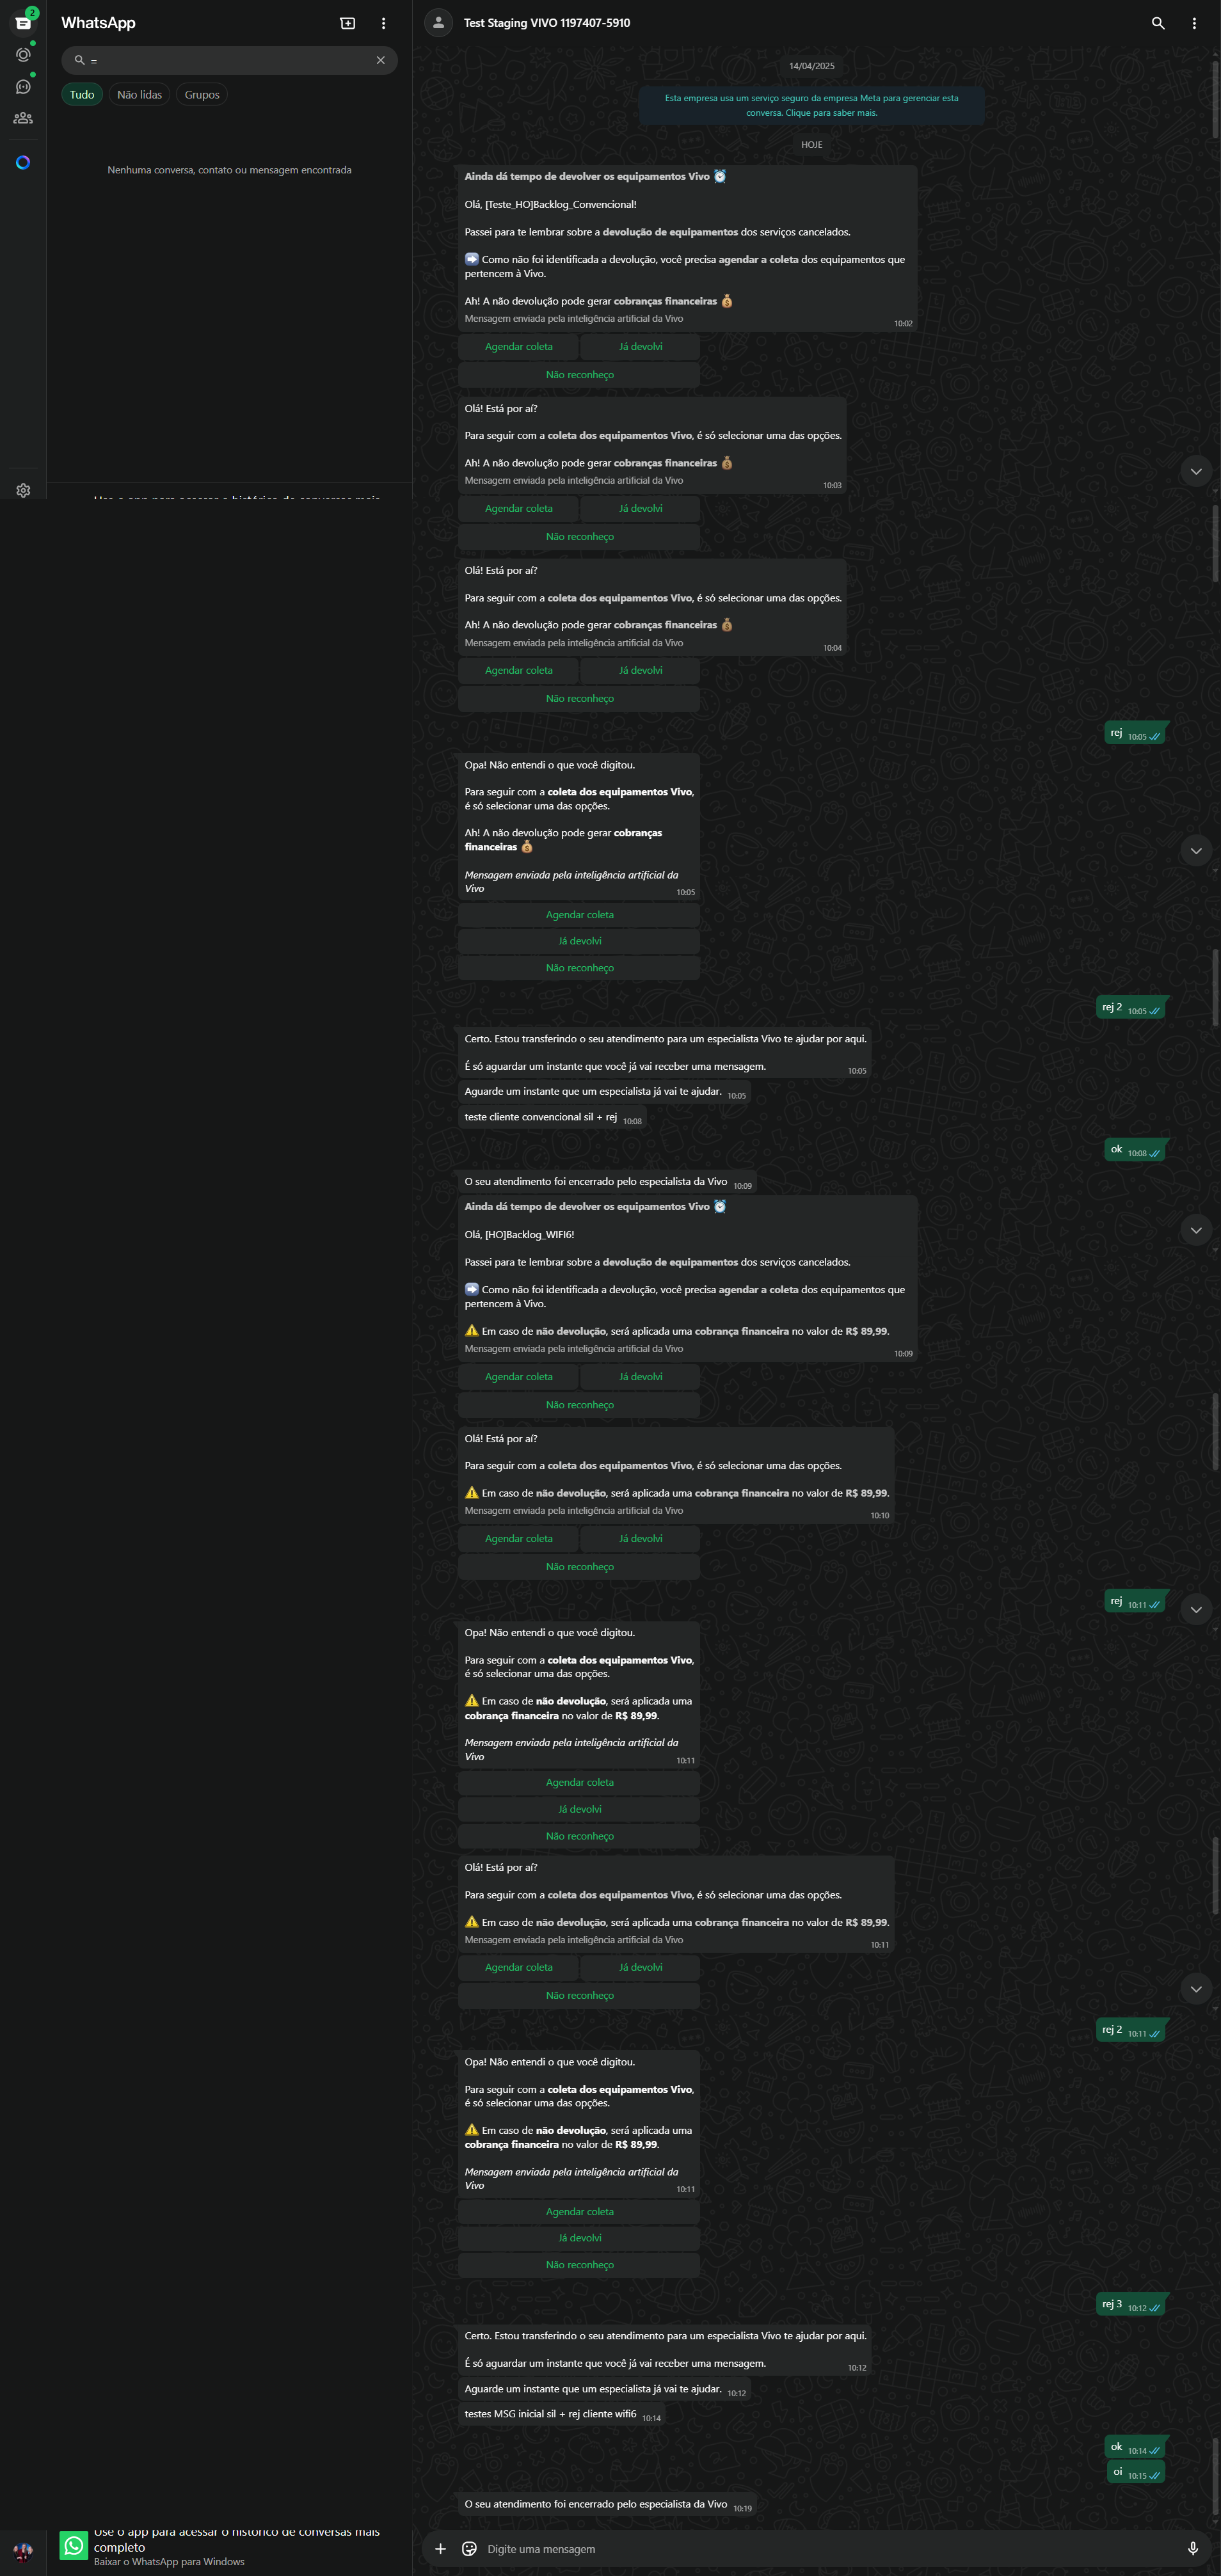 2
WhatsApp
=
Tudo
Não lidas
Grupos
Nenhuma conversa, contato ou mensagem encontrada
Test Staging VIVO 1197407-5910
14/04/2025
Esta empresa usa um serviço seguro da empresa Meta para gerenciar esta
conversa. Clique para saber mais.
HOJE
Ainda dá tempo de devolver os equipamentos Vivo ⏰
Olá, [Teste_HO]Backlog_Convencional!
Passei para te lembrar sobre a devolução de equipamentos dos serviços cancelados.
➡️ Como não foi identificada a devolução, você precisa agendar a coleta dos equipamentos que
pertencem à Vivo.
Ah! A não devolução pode gerar cobranças financeiras 💰
Mensagem enviada pela inteligência artificial da Vivo
10:02
Agendar coleta
Já devolvi
Não reconheço
Olá! Está por aí?
Para seguir com a coleta dos equipamentos Vivo, é só selecionar uma das opções.
Ah! A não devolução pode gerar cobranças financeiras 💰
Mensagem enviada pela inteligência artificial da Vivo
10:03
Agendar coleta
Já devolvi
Não reconheço
Olá! Está por aí?
Para seguir com a coleta dos equipamentos Vivo, é só selecionar uma das opções.
Ah! A não devolução pode gerar cobranças financeiras 💰
Mensagem enviada pela inteligência artificial da Vivo
10:04
Agendar coleta
Já devolvi
Não reconheço
rej 10:05
Opa! Não entendi o que você digitou.
Para seguir com a coleta dos equipamentos Vivo,
é só selecionar uma das opções.
Ah! A não devolução pode gerar cobranças
financeiras 💰
Mensagem enviada pela inteligência artificial da
Vivo
10:05
Agendar coleta
Já devolvi
Não reconheço
rej 2 10:05
Certo. Estou transferindo o seu atendimento para um especialista Vivo te ajudar por aqui.
É só aguardar um instante que você já vai receber uma mensagem.
10:05
Aguarde um instante que um especialista já vai te ajudar. 10:05
teste cliente convencional sil + rej 10:08
ok 10:08
O seu atendimento foi encerrado pelo especialista da Vivo 10:09
Ainda dá tempo de devolver os equipamentos Vivo ⏰
Olá, [HO]Backlog_WIFI6!
Passei para te lembrar sobre a devolução de equipamentos dos serviços cancelados.
➡️ Como não foi identificada a devolução, você precisa agendar a coleta dos equipamentos que
pertencem à Vivo.
⚠️ Em caso de não devolução, será aplicada uma cobrança financeira no valor de R$ 89,99.
Mensagem enviada pela inteligência artificial da Vivo
10:09
Agendar coleta
Já devolvi
Não reconheço
Olá! Está por aí?
Para seguir com a coleta dos equipamentos Vivo, é só selecionar uma das opções.
⚠️ Em caso de não devolução, será aplicada uma cobrança financeira no valor de R$ 89,99.
Mensagem enviada pela inteligência artificial da Vivo
10:10
Agendar coleta
Já devolvi
Não reconheço
rej 10:11
Opa! Não entendi o que você digitou.
Para seguir com a coleta dos equipamentos Vivo,
é só selecionar uma das opções.
⚠️ Em caso de não devolução, será aplicada uma
cobrança financeira no valor de R$ 89,99.
Mensagem enviada pela inteligência artificial da
Vivo
10:11
Agendar coleta
Já devolvi
Não reconheço
Olá! Está por aí?
Para seguir com a coleta dos equipamentos Vivo, é só selecionar uma das opções.
⚠️ Em caso de não devolução, será aplicada uma cobrança financeira no valor de R$ 89,99.
Mensagem enviada pela inteligência artificial da Vivo
10:11
Agendar coleta
Já devolvi
Não reconheço
rej 2 10:11
Opa! Não entendi o que você digitou.
Para seguir com a coleta dos equipamentos Vivo,
é só selecionar uma das opções.
⚠️ Em caso de não devolução, será aplicada uma
cobrança financeira no valor de R$ 89,99.
Mensagem enviada pela inteligência artificial da
Vivo
10:11
Agendar coleta
Já devolvi
Não reconheço
rej 3 10:12
Certo. Estou transferindo o seu atendimento para um especialista Vivo te ajudar por aqui.
É só aguardar um instante que você já vai receber uma mensagem.
10:12
Aguarde um instante que um especialista já vai te ajudar. 10:12
testes MSG inicial sil + rej cliente wifi6 10:14
ok 10:14
oi 10:15
O seu atendimento foi encerrado pelo especialista da Vivo 10:19
Use o app para acessar o histórico de conversas mais
completo
Baixar o WhatsApp para Windows
Digite uma mensagem